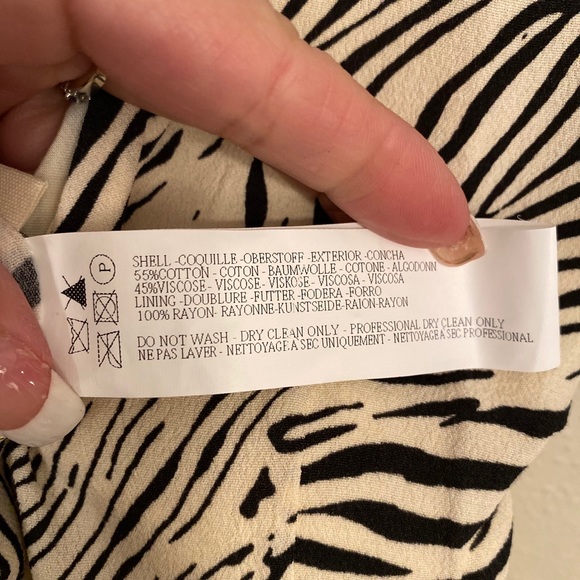 P
SHELL -COQUILLE -OBERSTOFF -EXTERIOR -CONCHA
55%COTTON - COTON - BAUMWOLLE - COTONE - ALGODONN
45%VISCOSE - VISCOSE - VISKOSE - VISCOSA - VISCOSA
LINING - DOUBLURE -FUTTER -FODERA -FORRO
100% RAYON- RAYONNE-KUNSTSEIDE-RAION-RAYON
DO NOT WASH - DRY CLEAN ONLY - PROFESSIONAL DRY CLEAN ONLY
NE PAS LAVER - NETTOYAGE A SEC UNIQUEMENT - NETTOYAGE A SEC PROFESSIONAL